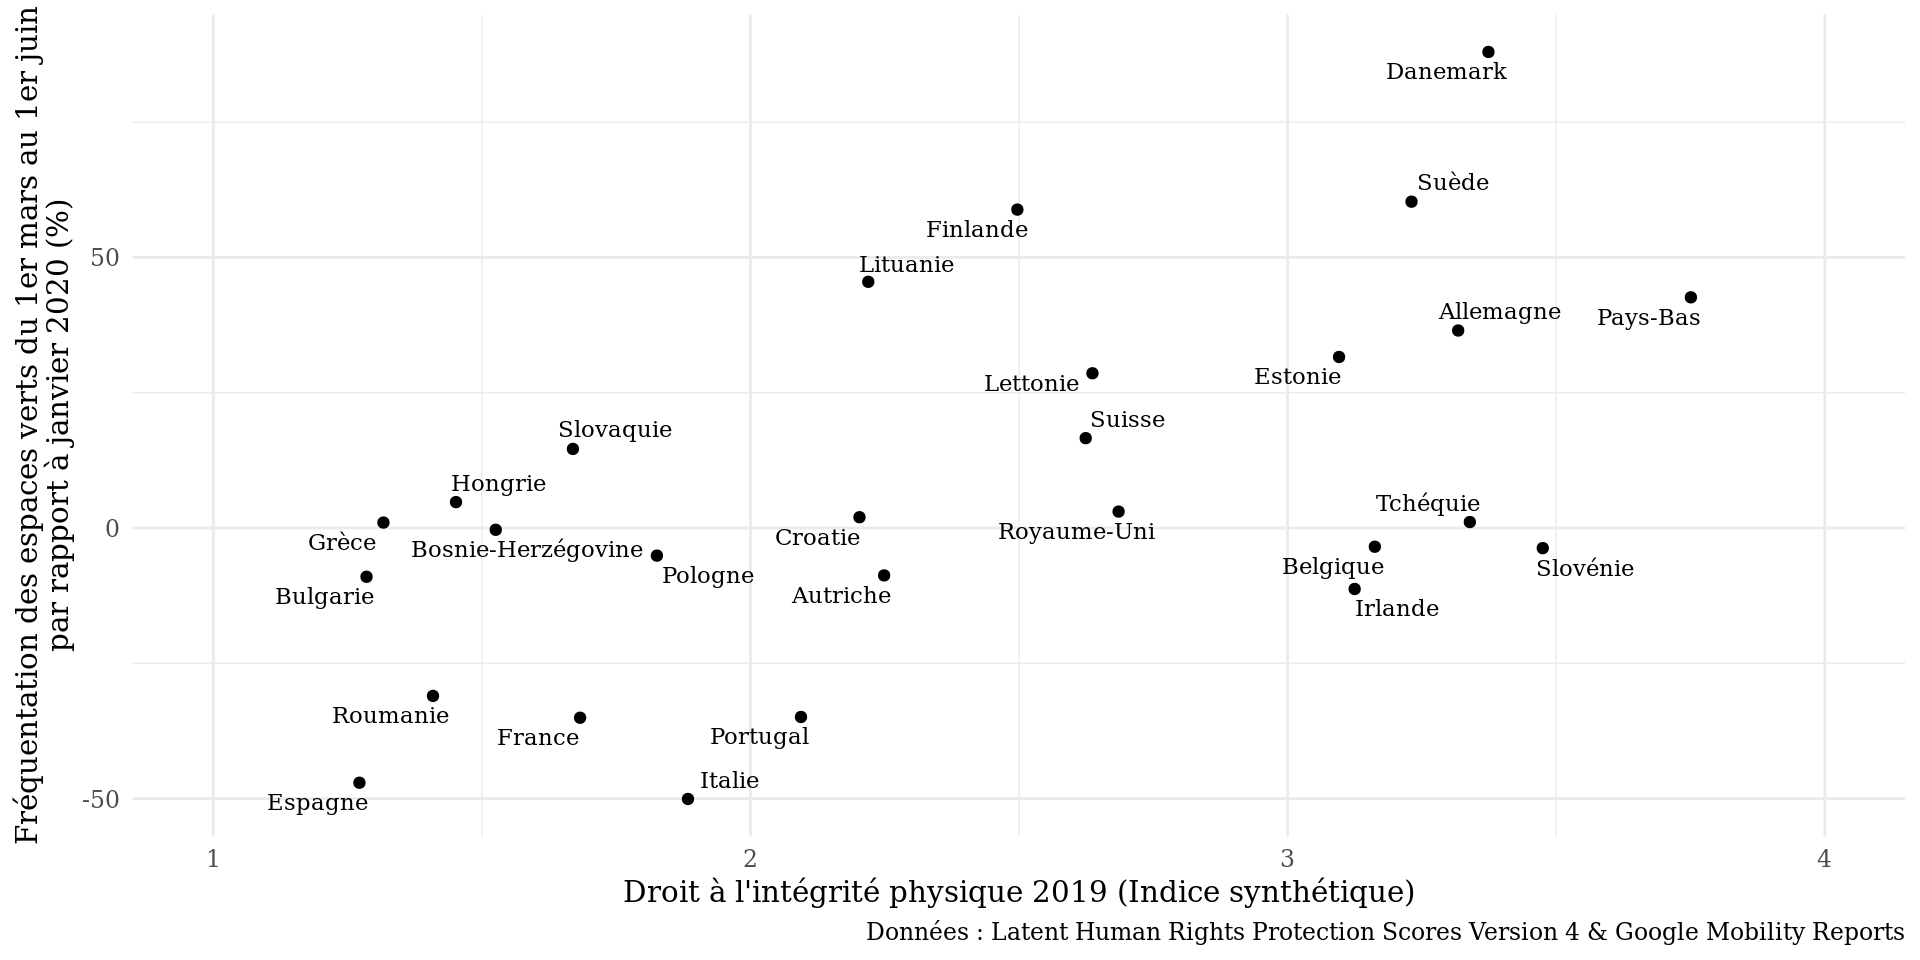 Fréquentation des espaces verts du 1er mars au 1er juin
par rapport à janvier 2020 (%)
Danemark
Suède
Finlande
50
Lituanie
Allemagne
Pays-Bas
Estonie
Lettonie
Suisse
Slovaquie
Hongrie
Tchéquie
0
Royaume-Uni
Croatie
Grèce
Bosnie-Herzégovine
Belgique
Slovénie
Pologne
Bulgarie
Autriche
Irlande
Roumanie
France
Portugal
Italie
-50
Espagne
1
2
3
4
Droit à l'intégrité physique 2019 (Indice synthétique)
Données : Latent Human Rights Protection Scores Version 4 & Google Mobility Reports